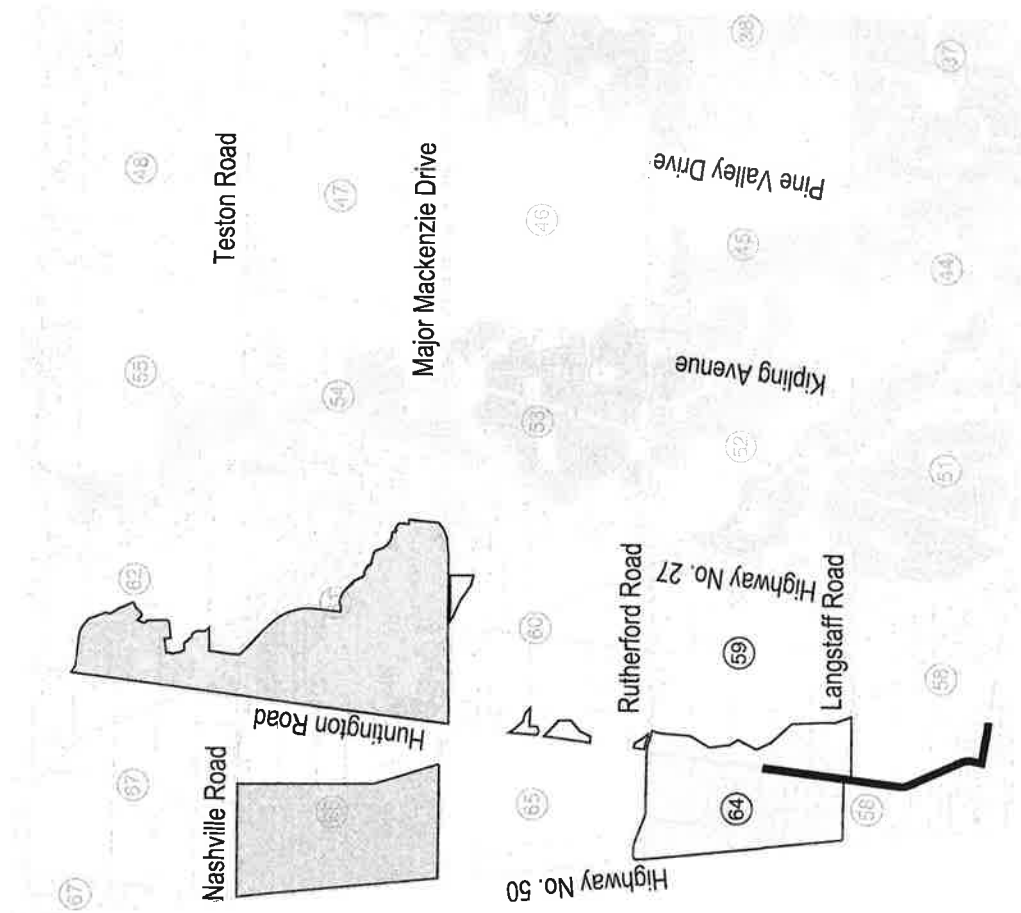 67
67
62
55
48
Nashville Road
Teston Road
Huntington Road
54
47
Major Mackenzie Drive
65
60
53
46
Rutherford Road
Highway No. 50
64
59
52
45
38
Highway No. 27
Kipling Avenue
Pine Valley Drive
Langstaff Road
58
58
51
44
37